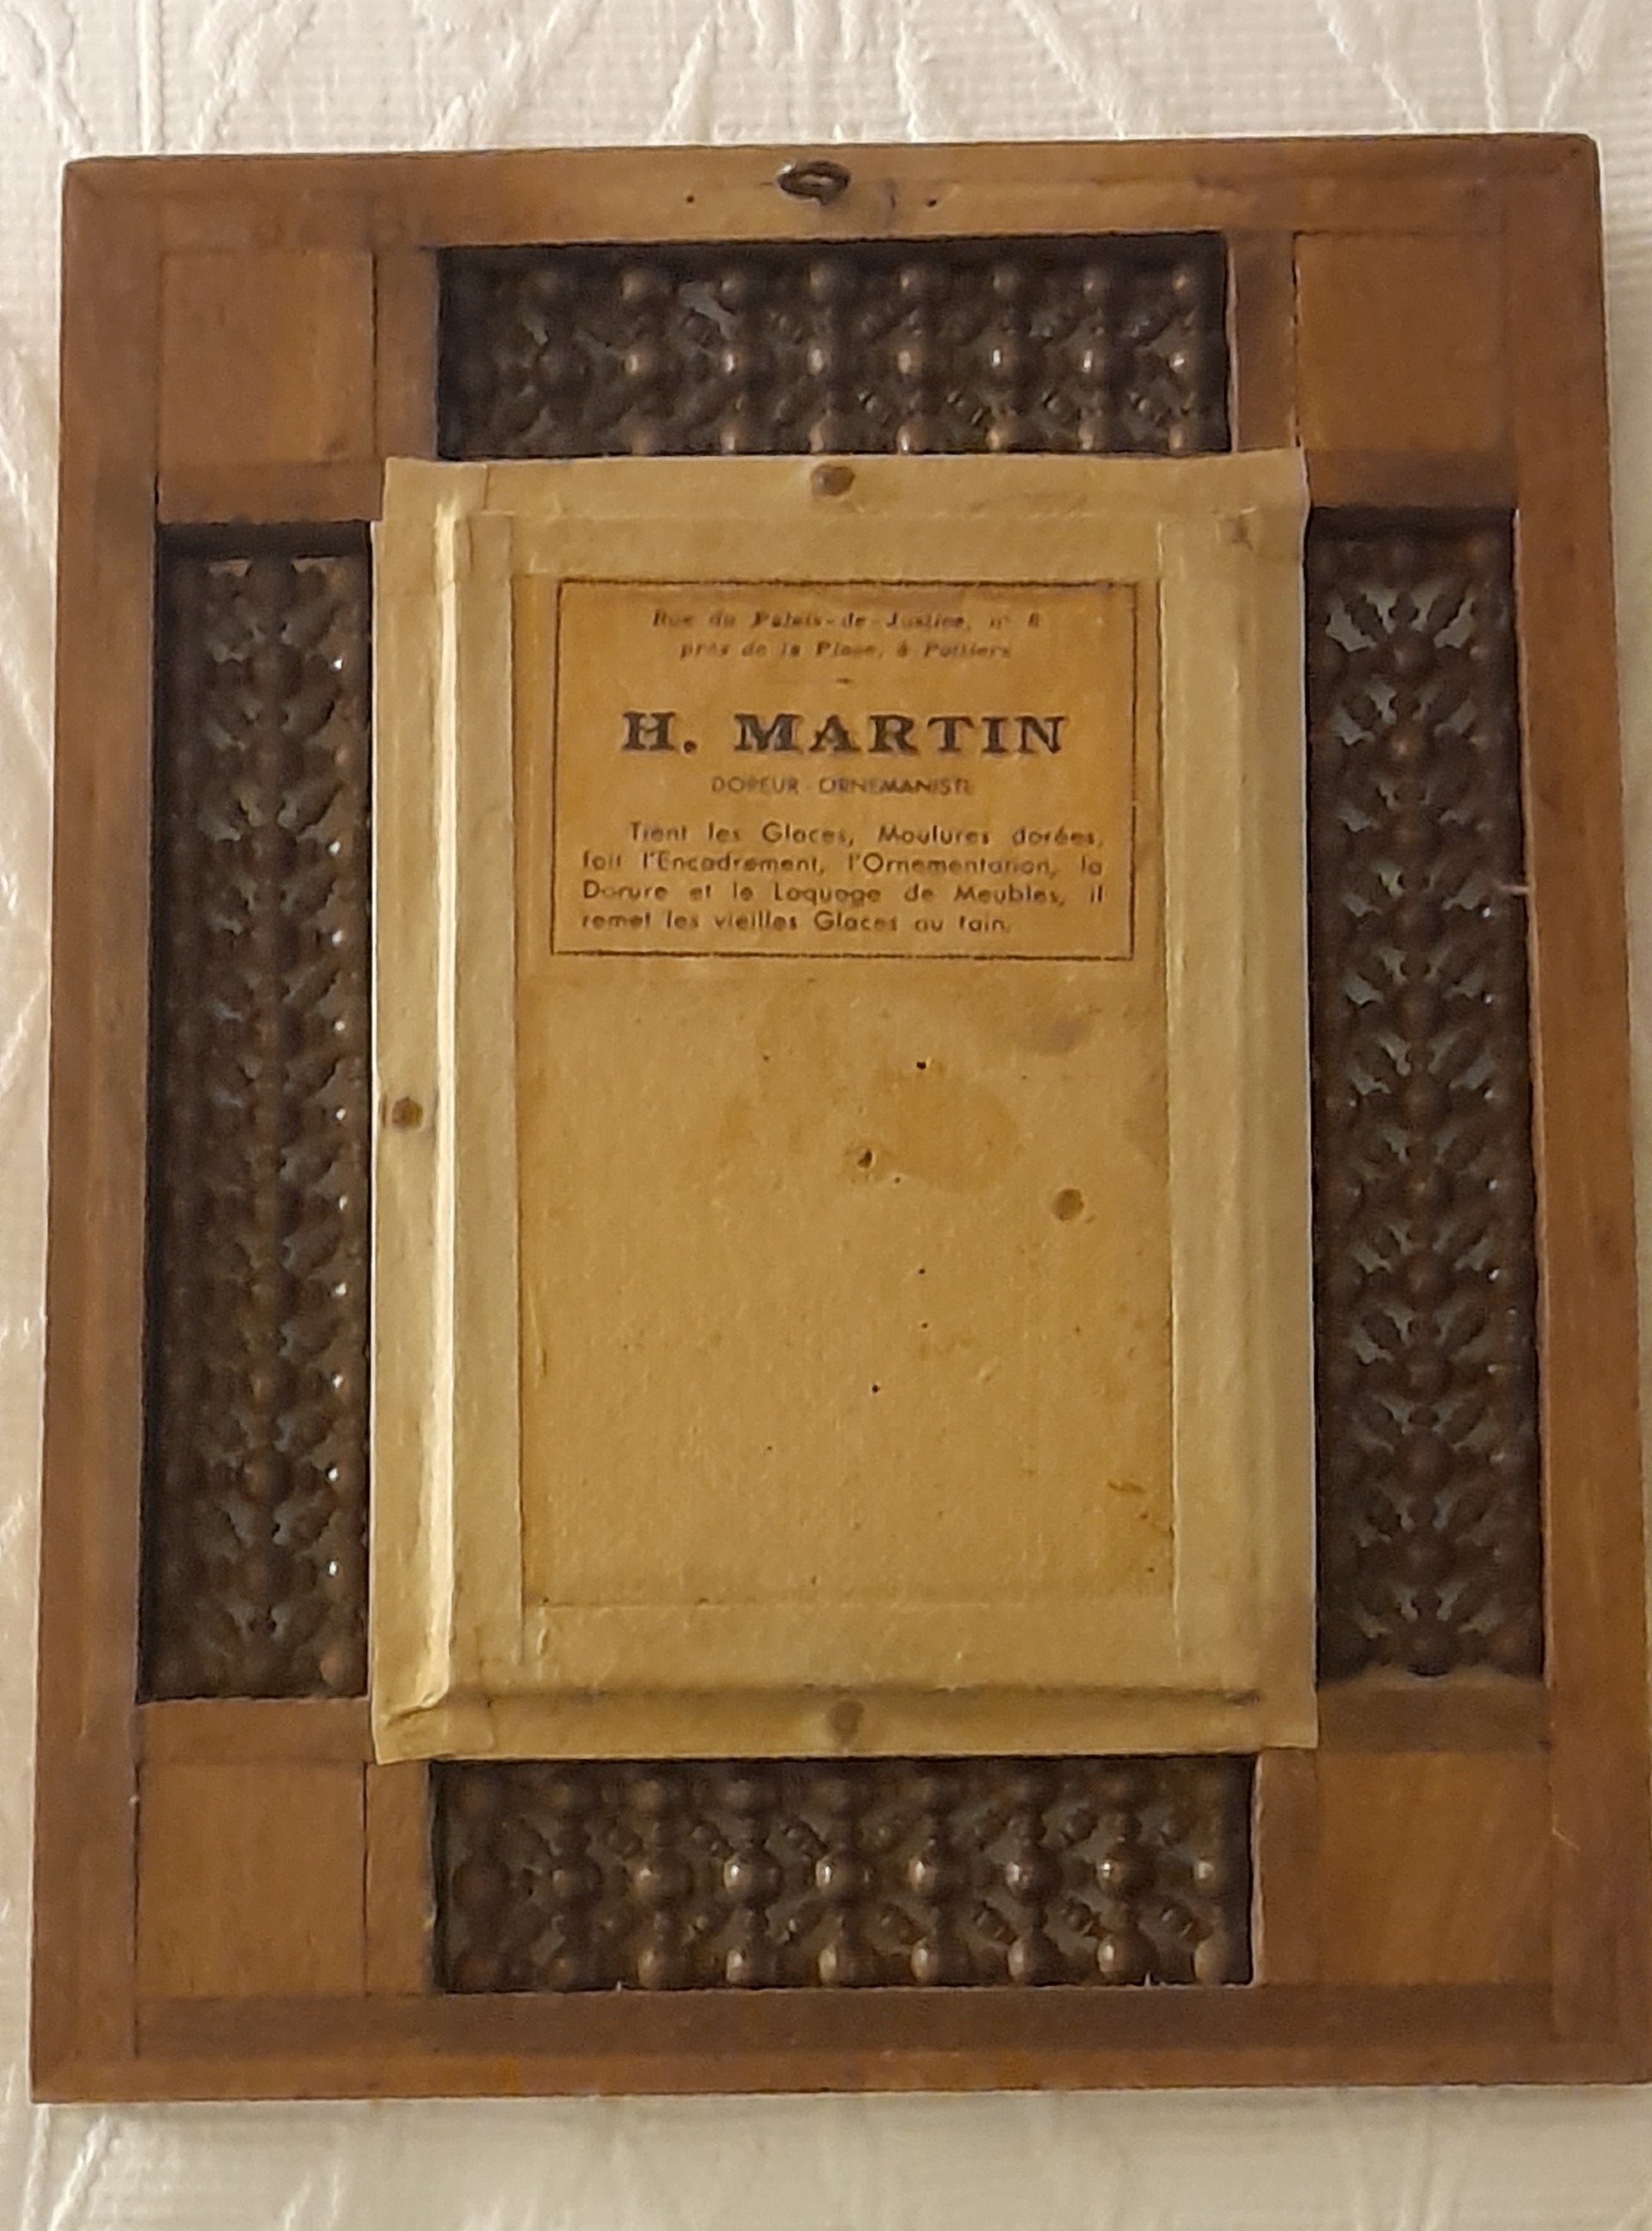 Rue du Palais-de-Justice, n° 8
près de la Place, à Poitiers
H. MARTIN
DOREUR - ORNEMANISTE
Tient les Glaces, Moulures dorées,
fait l'Encadrement, l'Ornementation, la
Dorure et le Laquage de Meubles, il
remet les vieilles Glaces au tain.